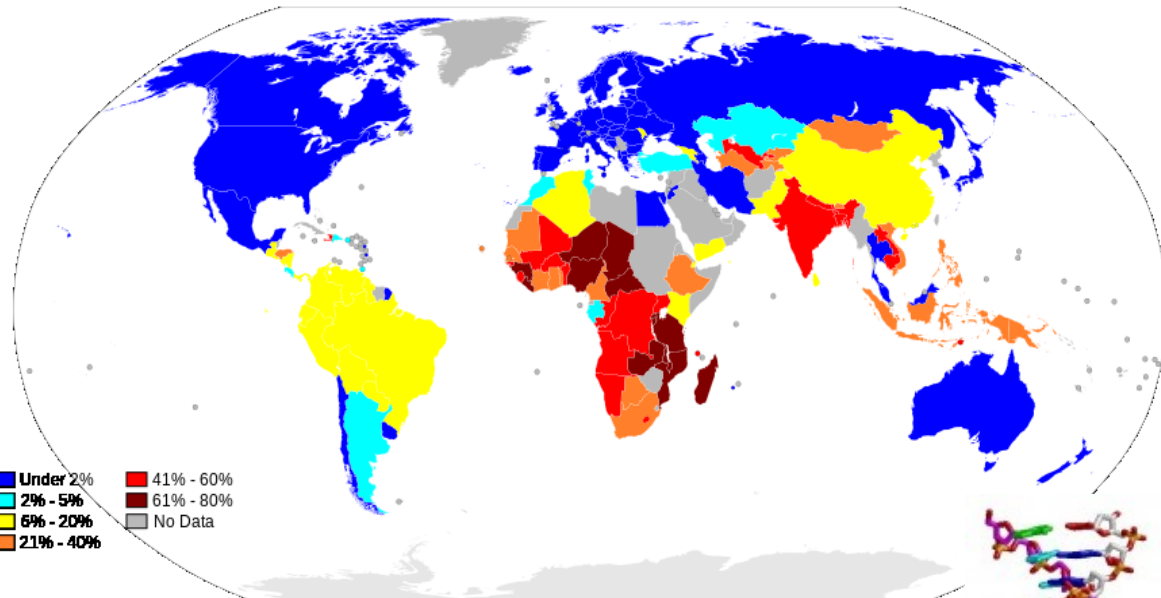 Under 2%
2% - 5%
6% - 20%
21% - 40%
41% - 60%
61% - 80%
No Data